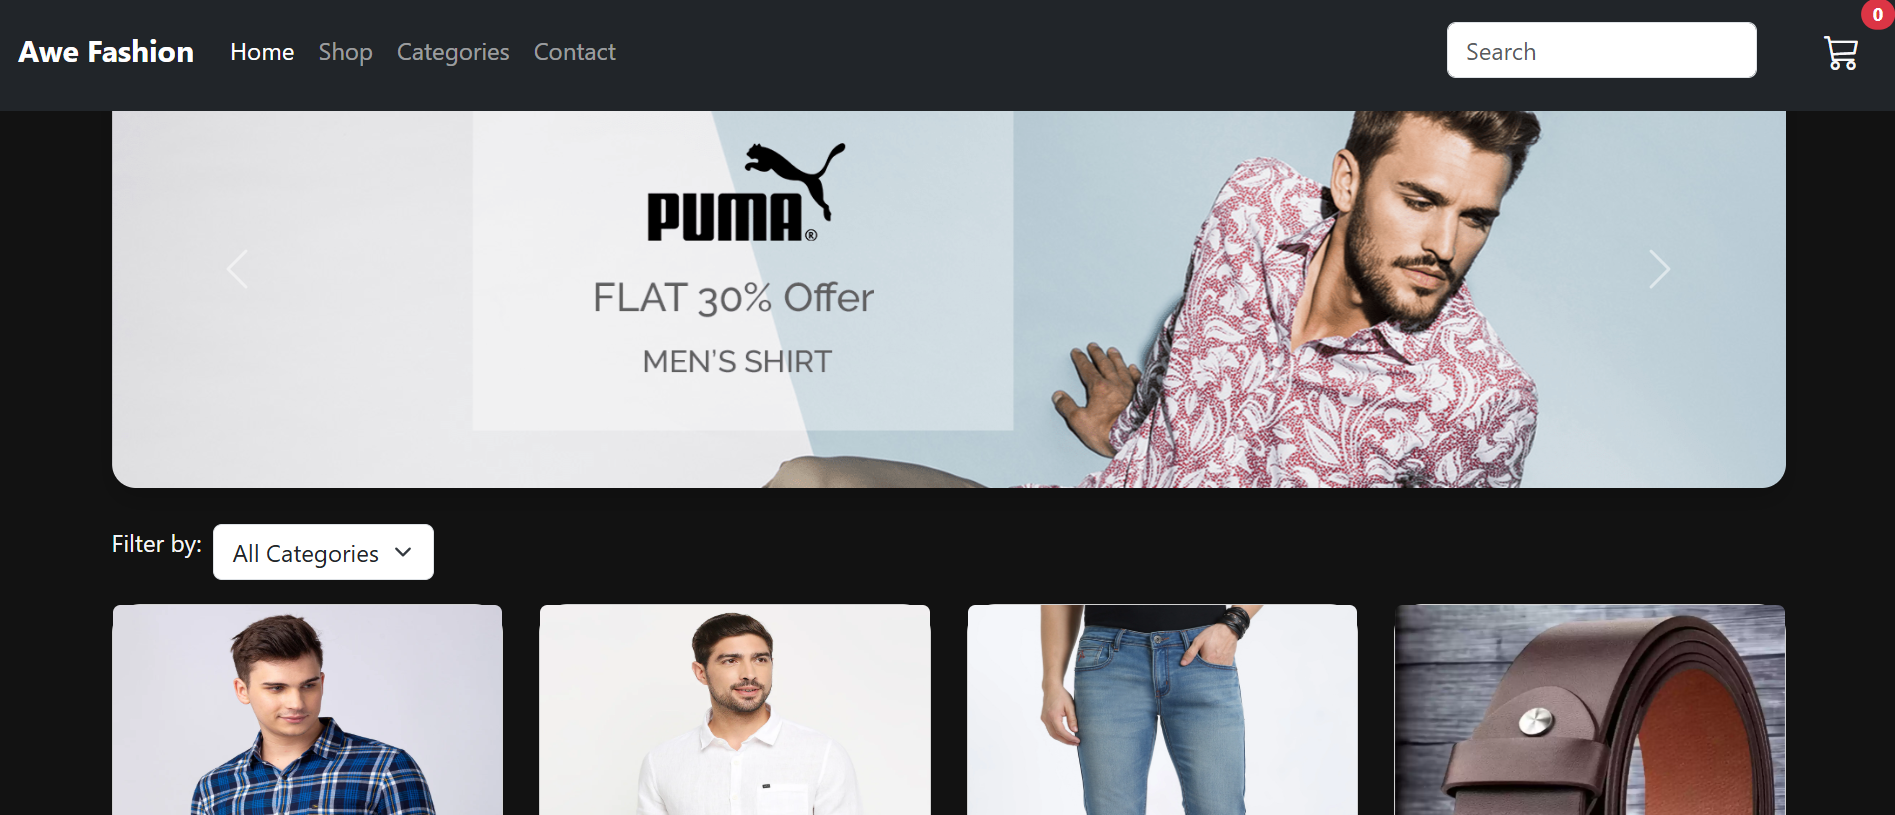 Awe Fashion Home Shop Categories Contact Search 0
PUMA®
FLAT 30% Offer
MEN'S SHIRT
Filter by: All Categories